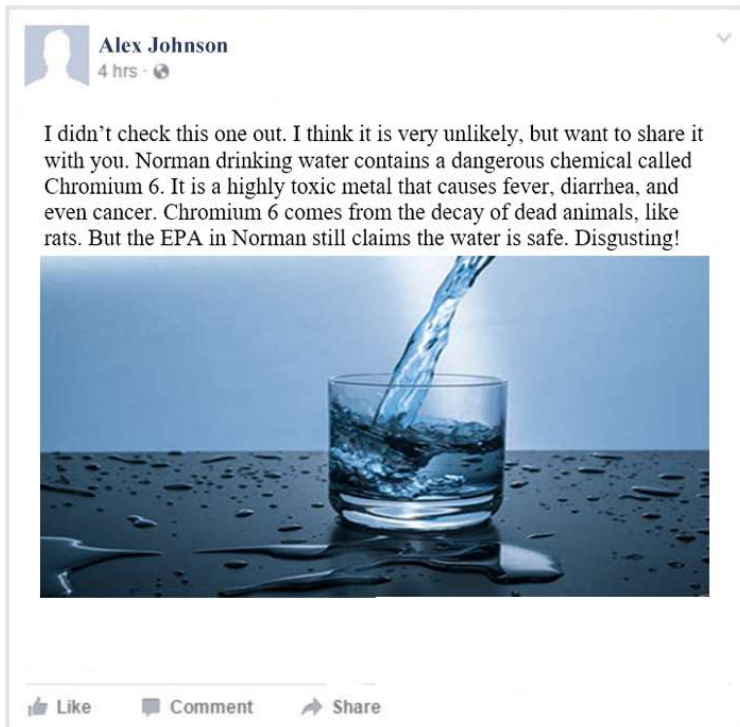 Alex Johnson
4 hrs ·
I didn’t check this one out. I think it is very unlikely, but want to share it
with you. Norman drinking water contains a dangerous chemical called
Chromium 6. It is a highly toxic metal that causes fever, diarrhea, and
even cancer. Chromium 6 comes from the decay of dead animals, like
rats. But the EPA in Norman still claims the water is safe. Disgusting!
Like Comment Share